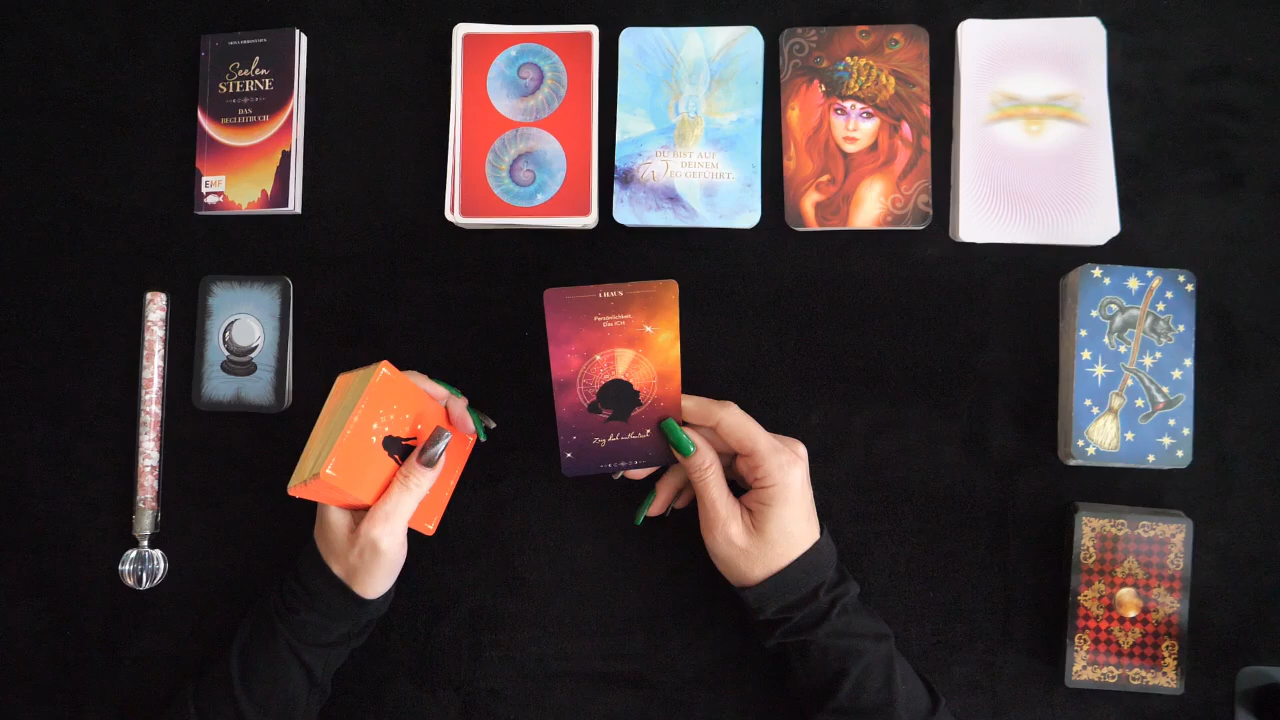 Seelen
STERNE
DAS
BEGLEITBUCH
EMF
DU BIST AUF
DEINEM
WEG GEFÜHRT.
1. HAUS
Persönlichkeit.
Das ICH
Zeig dich authentisch